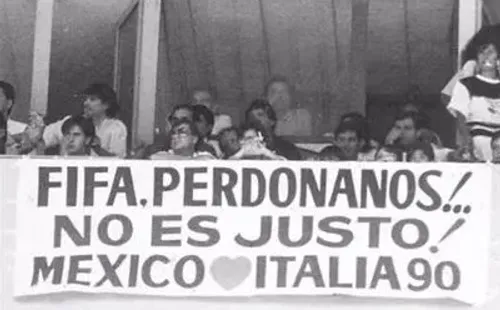 FIFA, PERDONANOS!...
NO ES JUSTO!
MEXICO ITALIA 90